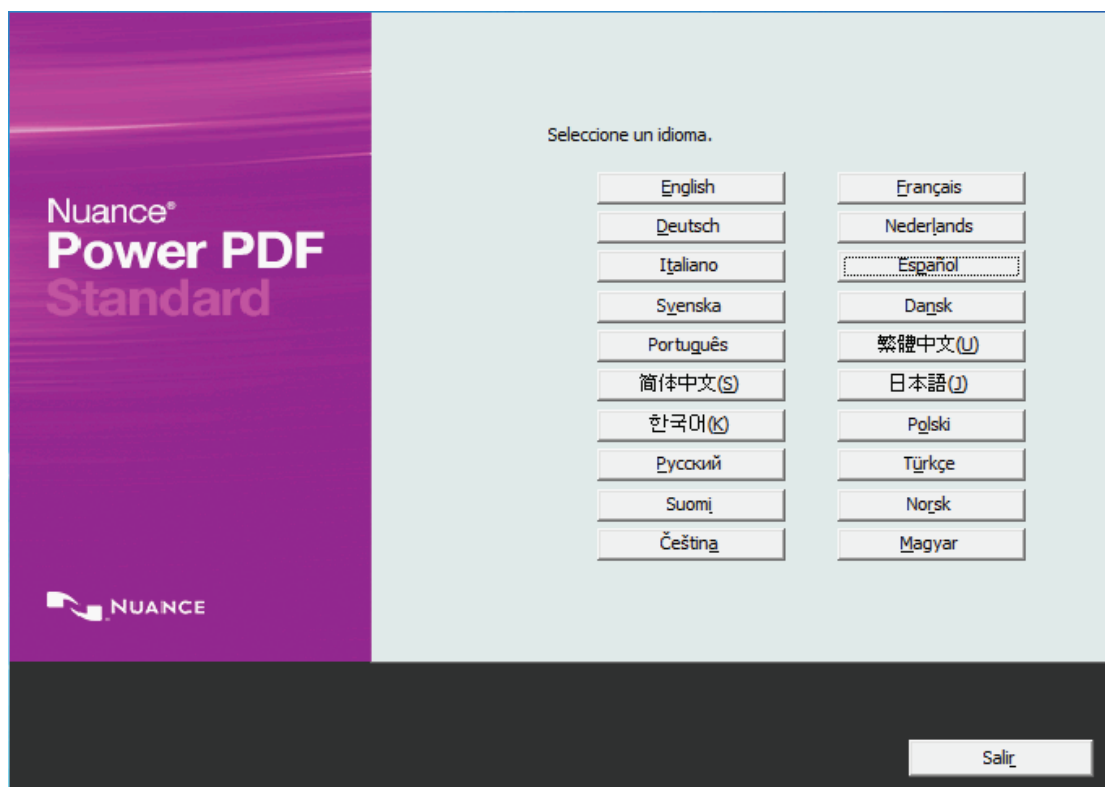 Nuance®
Power PDF
Standard
NUANCE
Seleccione un idioma.
English Français
Deutsch Nederlands
Italiano Español
Svenska Dansk
Português 繁體中文(U)
简体中文(S) 日本語(J)
한국어(K) Polski
Русский Türkçe
Suomi Norsk
Čeština Magyar
Salir